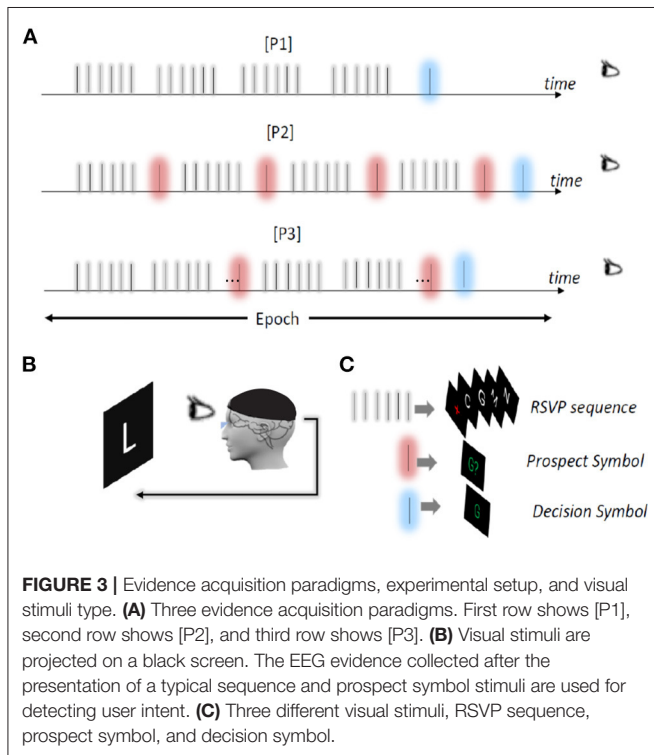 A
[P1]
time
[P2]
time
[P3]
... ...
time
Epoch
B
L
C
x C G
RSVP sequence
G?
Prospect Symbol
G
Decision Symbol
FIGURE 3 | Evidence acquisition paradigms, experimental setup, and visual
stimuli type. (A) Three evidence acquisition paradigms. First row shows [P1],
second row shows [P2], and third row shows [P3]. (B) Visual stimuli are
projected on a black screen. The EEG evidence collected after the
presentation of a typical sequence and prospect symbol stimuli are used for
detecting user intent. (C) Three different visual stimuli, RSVP sequence,
prospect symbol, and decision symbol.